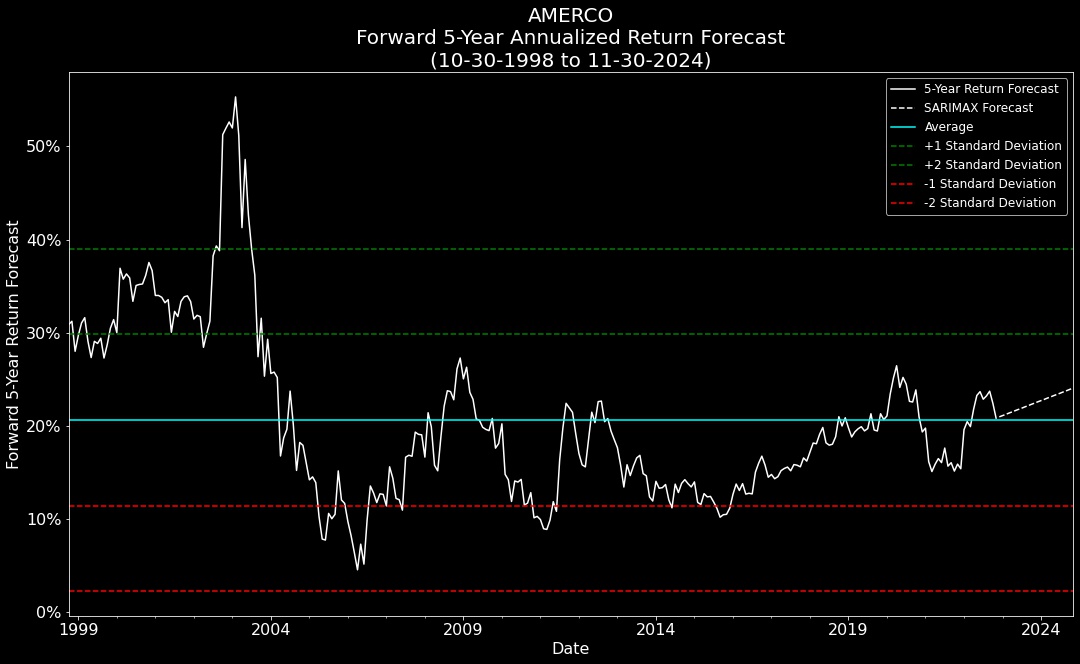 AMERCO
Forward 5-Year Annualized Return Forecast
(10-30-1998 to 11-30-2024)
5-Year Return Forecast
SARIMAX Forecast
Average
+1 Standard Deviation
+2 Standard Deviation
-1 Standard Deviation
-2 Standard Deviation
Forward 5-Year Return Forecast
50%
40%
30%
20%
10%
0%
1999
2004
2009
2014
2019
2024
Date